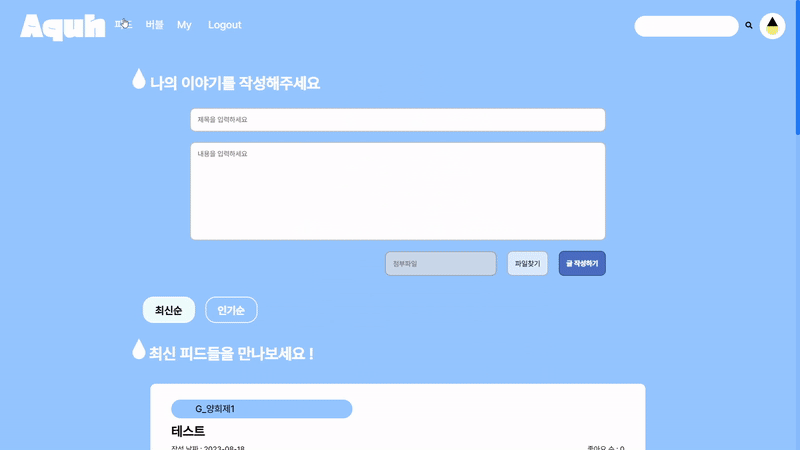 Aquh
피드 버블 My Logout
나의 이야기를 작성해주세요
제목을 입력하세요
내용을 입력하세요
첨부파일 파일찾기 글 작성하기
최신순 인기순
최신 피드들을 만나보세요 !
G_양희제1
테스트
작성 날짜 : 2023-08-18 좋아요 수 : 0